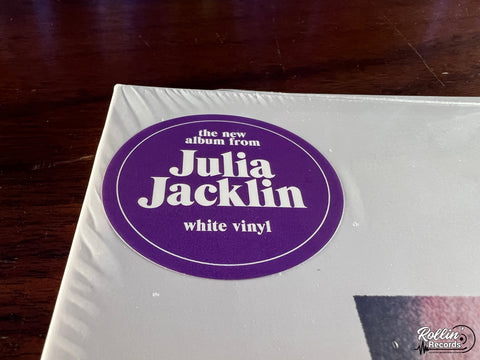 the new
album from
Julia
Jacklin
white vinyl
Rollin
Records